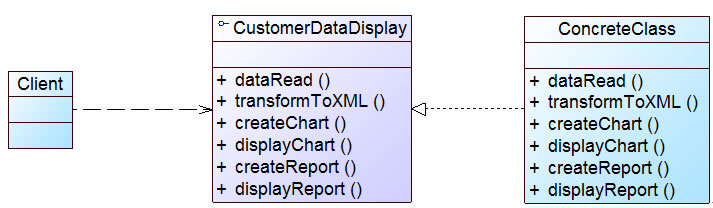 Client
CustomerDataDisplay
+ dataRead ()
+ transformToXML ()
+ createChart ()
+ displayChart ()
+ createReport ()
+ displayReport ()
ConcreteClass
+ dataRead ()
+ transformToXML ()
+ createChart ()
+ displayChart ()
+ createReport ()
+ displayReport ()